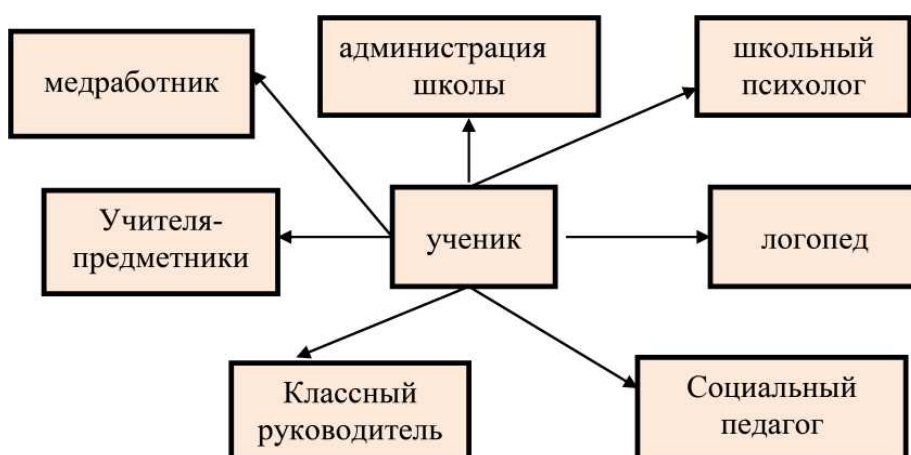 медработник
администрация
школы
школьный
психолог
Учителя-
предметники
ученик
логопед
Классный
руководитель
Социальный
педагог